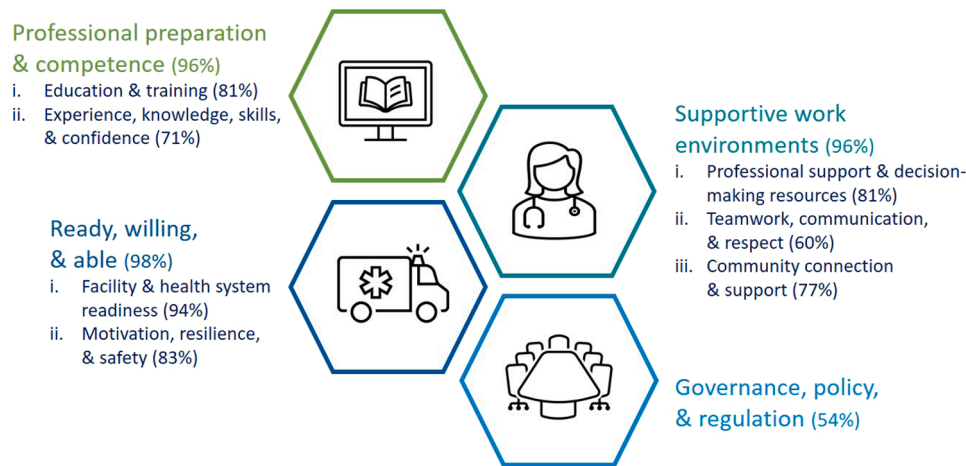 Professional preparation
& competence (96%)
i. Education & training (81%)
ii. Experience, knowledge, skills,
& confidence (71%)
Supportive work
environments (96%)
i. Professional support & decision-
making resources (81%)
ii. Teamwork, communication,
& respect (60%)
iii. Community connection
& support (77%)
Ready, willing,
& able (98%)
i. Facility & health system
readiness (94%)
ii. Motivation, resilience,
& safety (83%)
Governance, policy,
& regulation (54%)